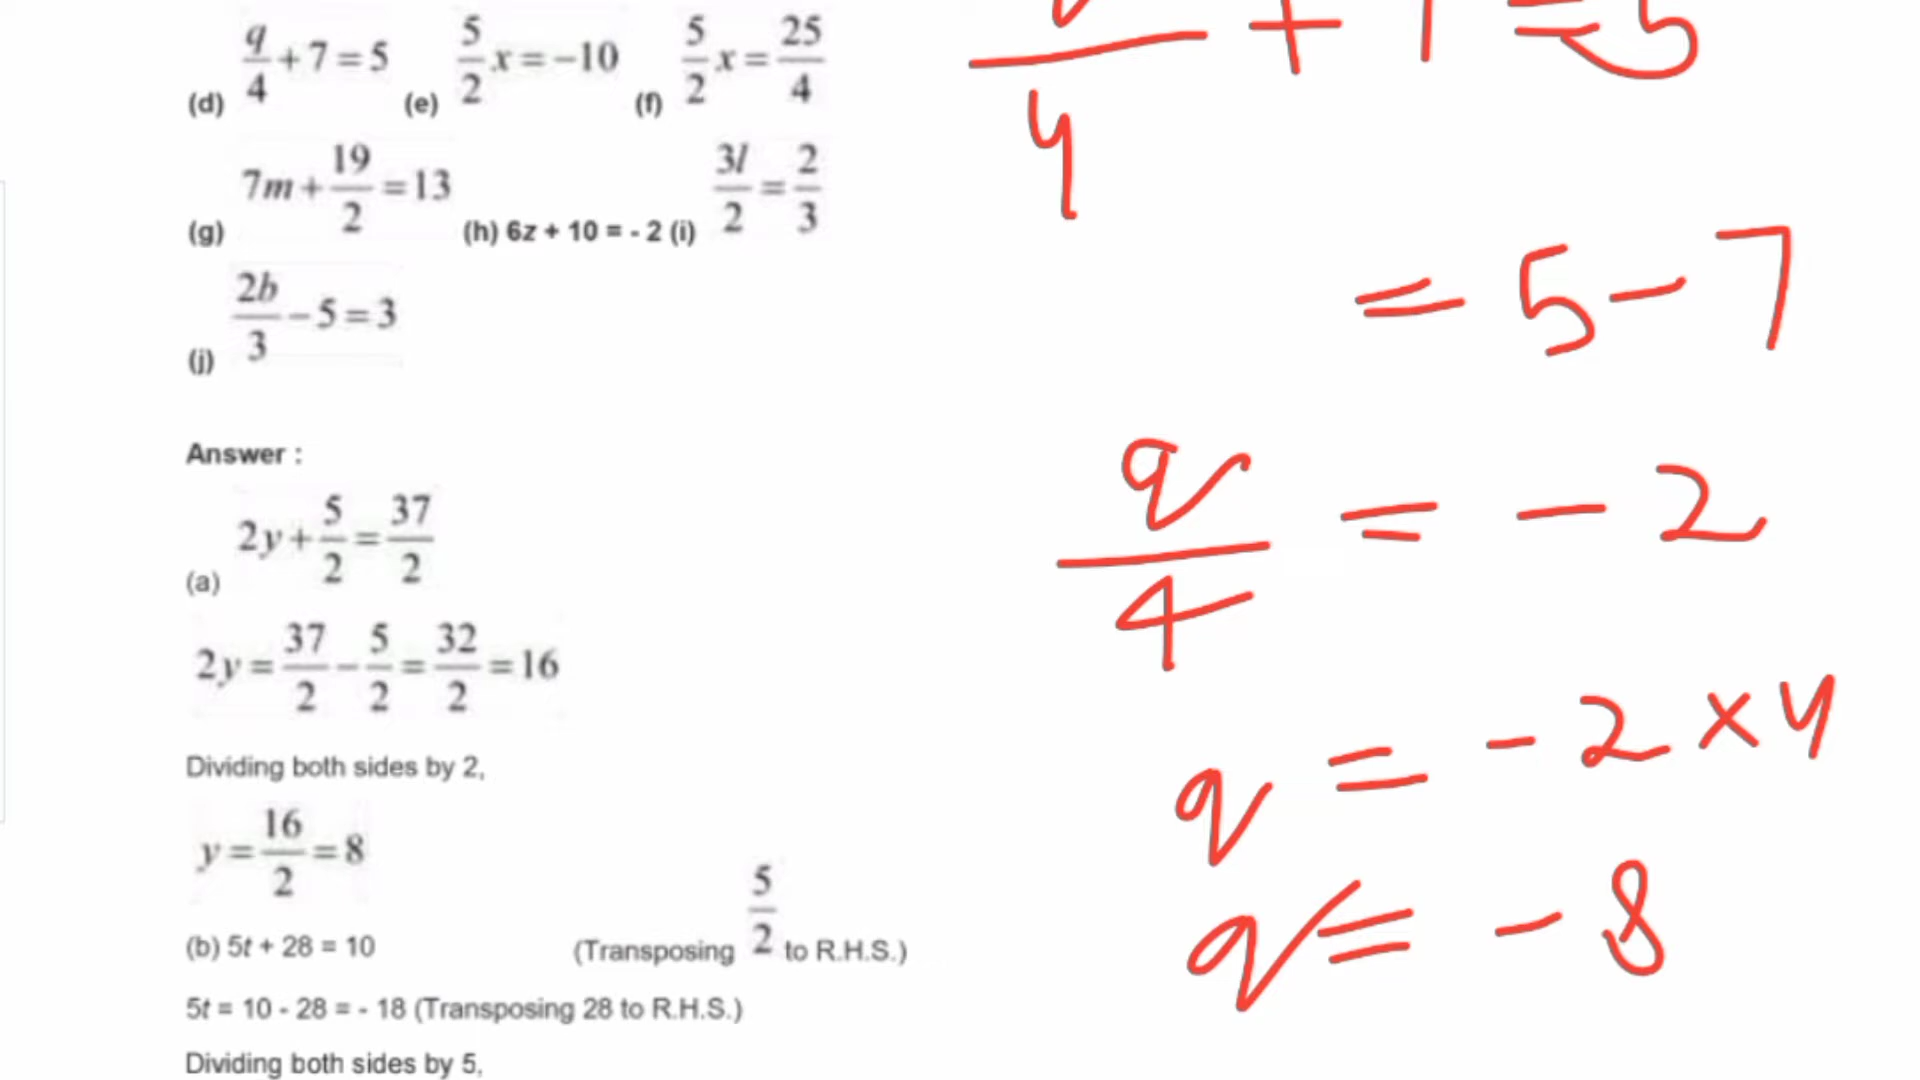 (d) q/4 + 7 = 5 (e) 5/2 x = -10 (f) 5/2 x = 25/4
(g) 7m + 19/2 = 13 (h) 6z + 10 = - 2 (i) 3l/2 = 2/3
(j) 2b/3 - 5 = 3
Answer :
(a) 2y + 5/2 = 37/2
2y = 37/2 - 5/2 = 32/2 = 16
Dividing both sides by 2,
y = 16/2 = 8
(b) 5t + 28 = 10 (Transposing 5/2 to R.H.S.)
5t = 10 - 28 = - 18 (Transposing 28 to R.H.S.)
Dividing both sides by 5,
q/4 + 7 = 5
= 5 - 7
q/4 = - 2
q = - 2 × 4
q = - 8